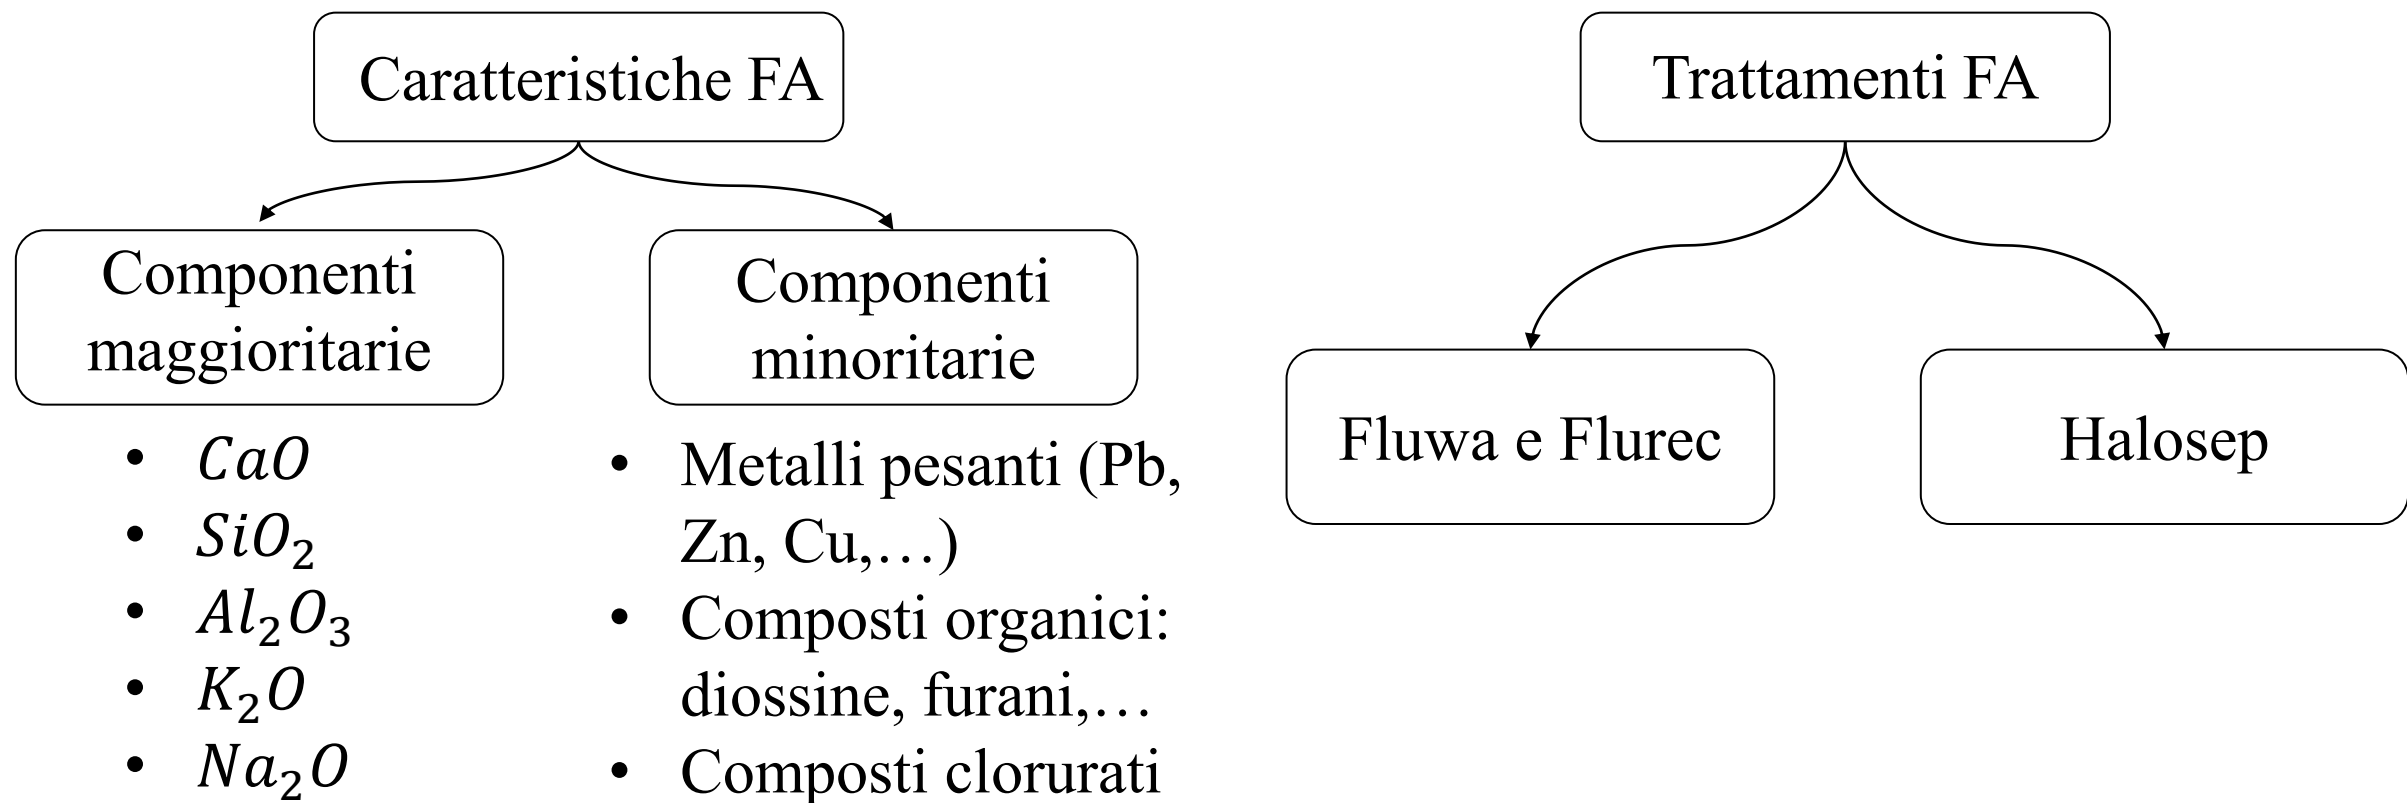 Caratteristiche FA
Componenti
maggioritarie
• CaO
• SiO₂
• Al₂O₃
• K₂O
• Na₂O
Componenti
minoritarie
• Metalli pesanti (Pb,
Zn, Cu,…)
• Composti organici:
diossine, furani,…
• Composti clorurati
Trattamenti FA
Fluwa e Flurec
Halosep